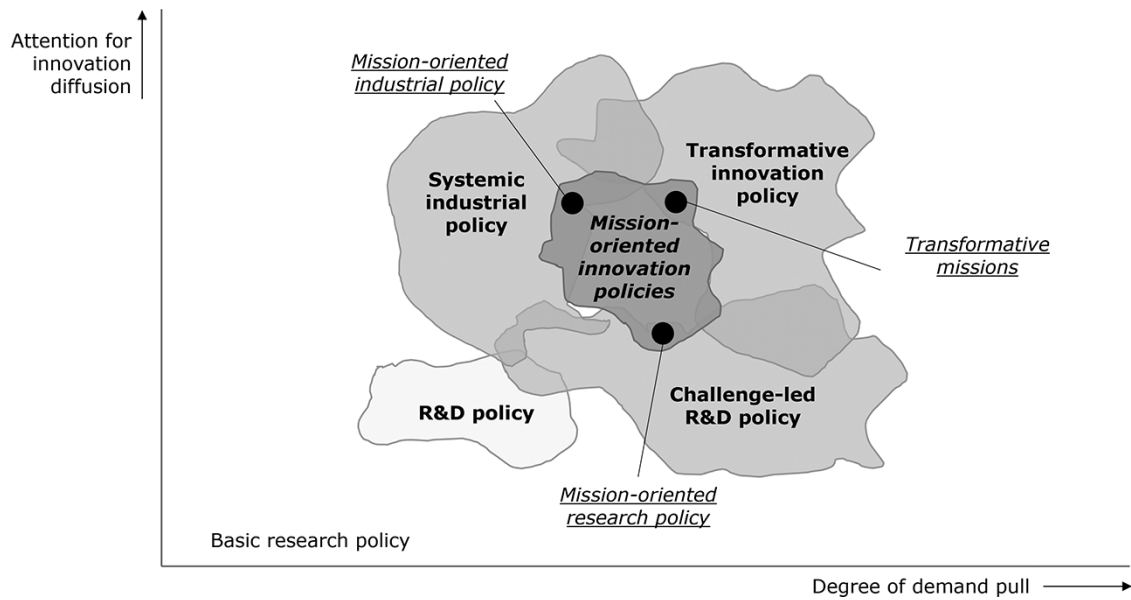 Attention for
innovation
diffusion
Mission-oriented
industrial policy
Transformative
innovation
policy
Systemic
industrial
policy
Mission-
oriented
innovation
policies
Transformative
missions
Challenge-led
R&D policy
R&D policy
Mission-oriented
research policy
Basic research policy
Degree of demand pull